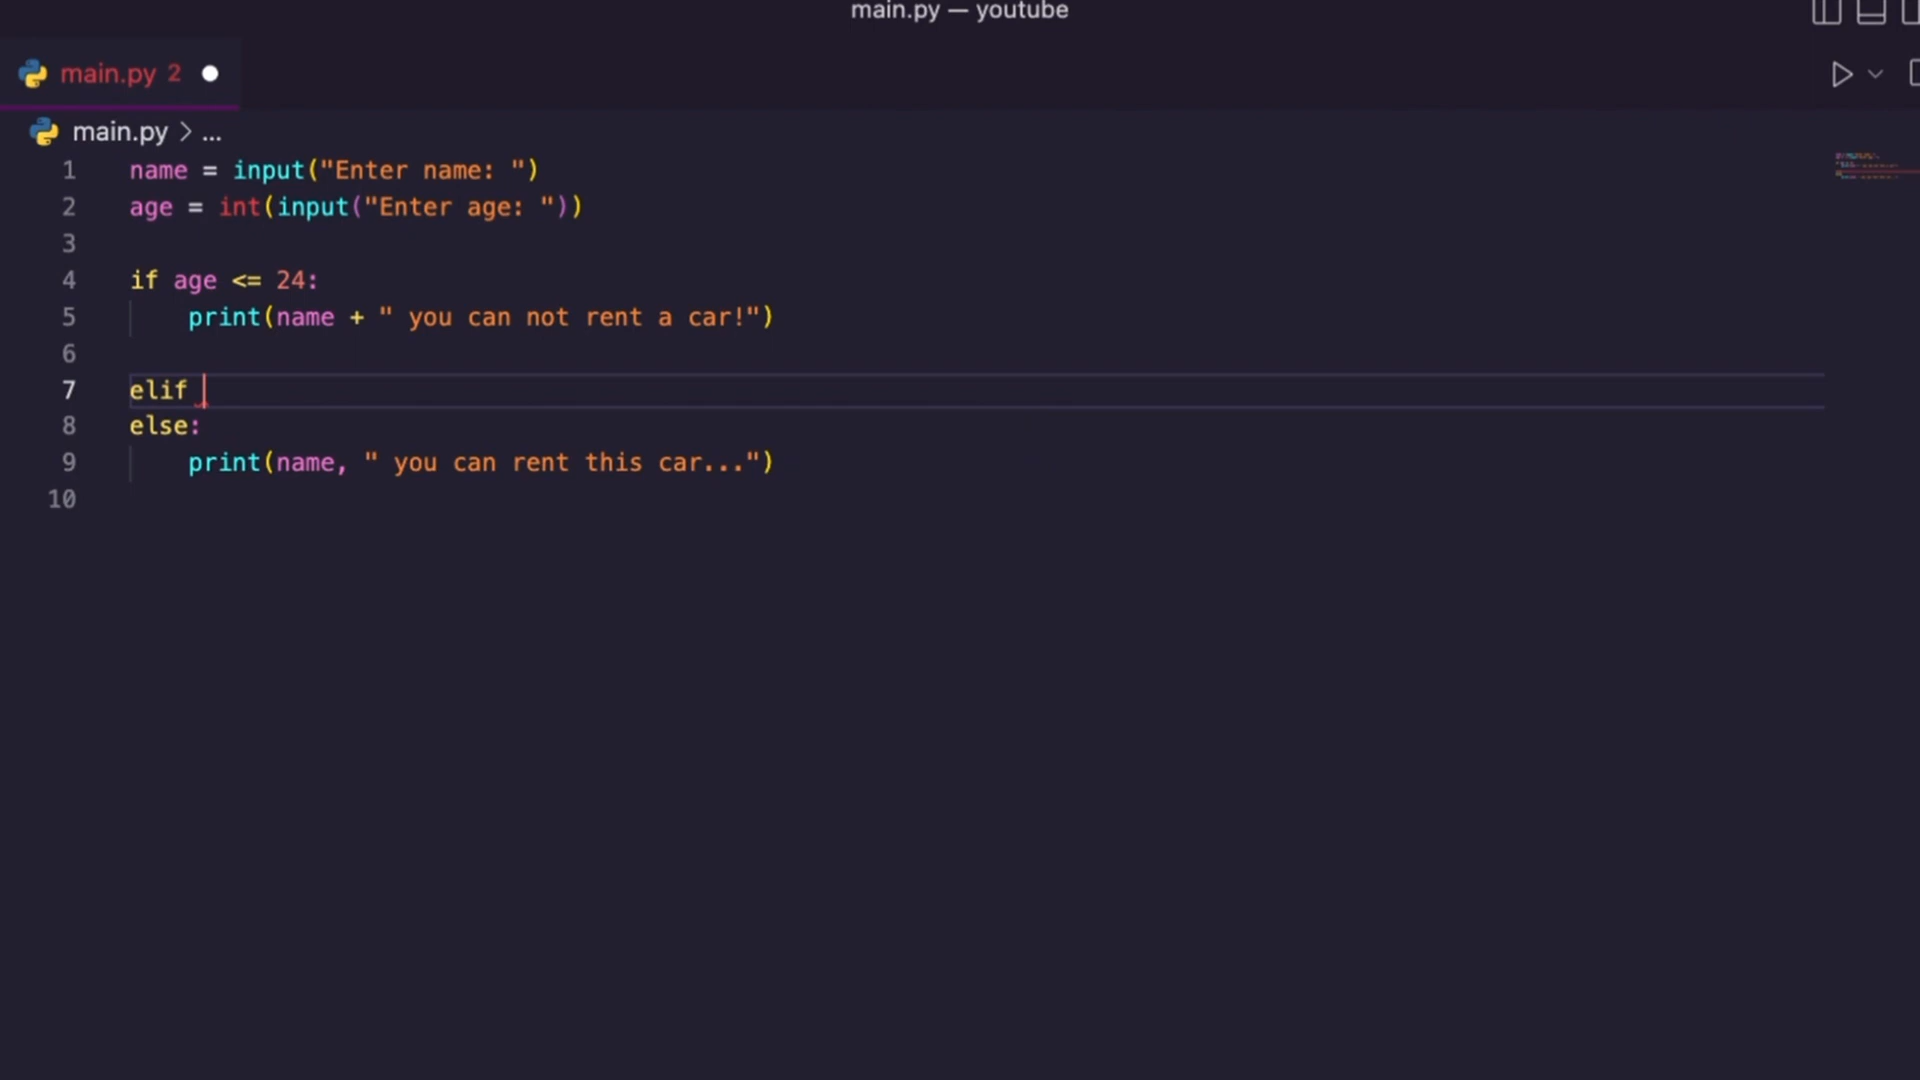 main.py — youtube
main.py 2
main.py > ...
1 name = input("Enter name: ")
2 age = int(input("Enter age: "))
3
4 if age <= 24:
5 print(name + " you can not rent a car!")
6
7 elif
8 else:
9 print(name, " you can rent this car...")
10